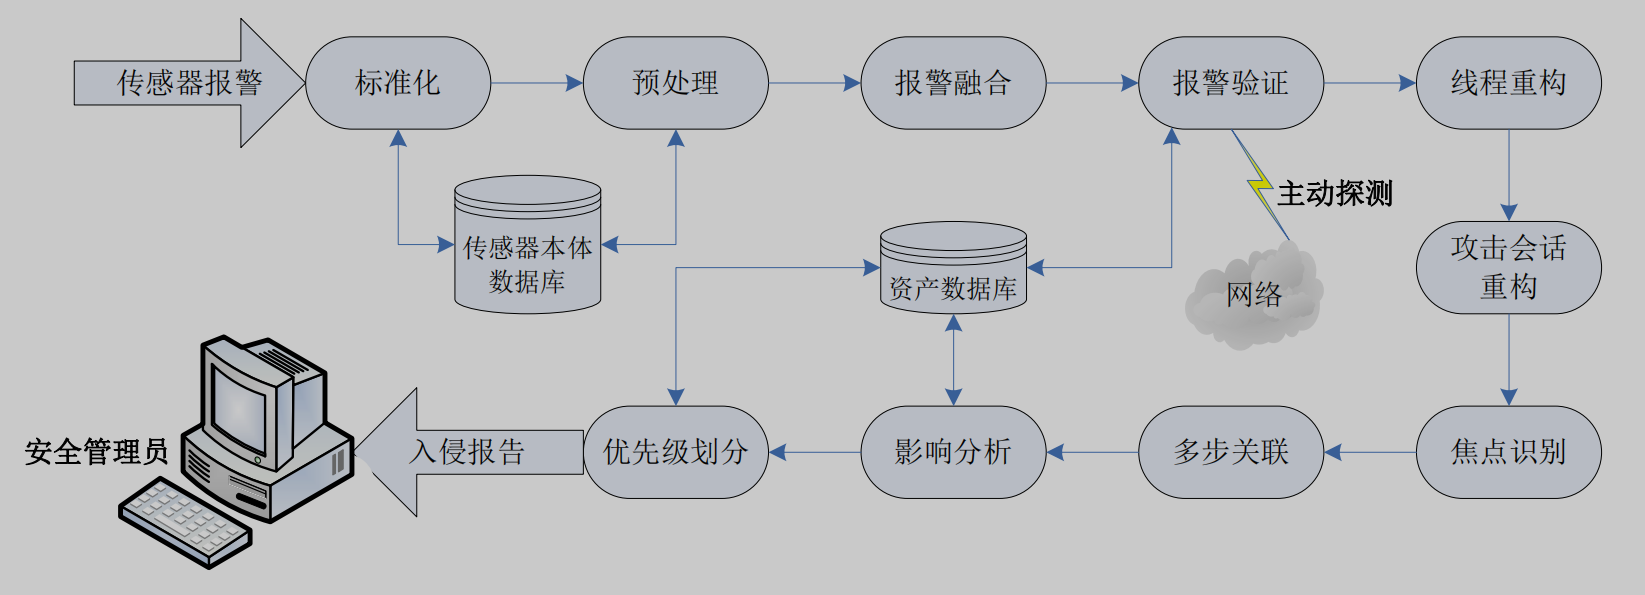 传感器报警
标准化
预处理
报警融合
报警验证
线程重构
主动探测
传感器本体
数据库
资产数据库
网络
攻击会话
重构
安全管理员
入侵报告
优先级划分
影响分析
多步关联
焦点识别